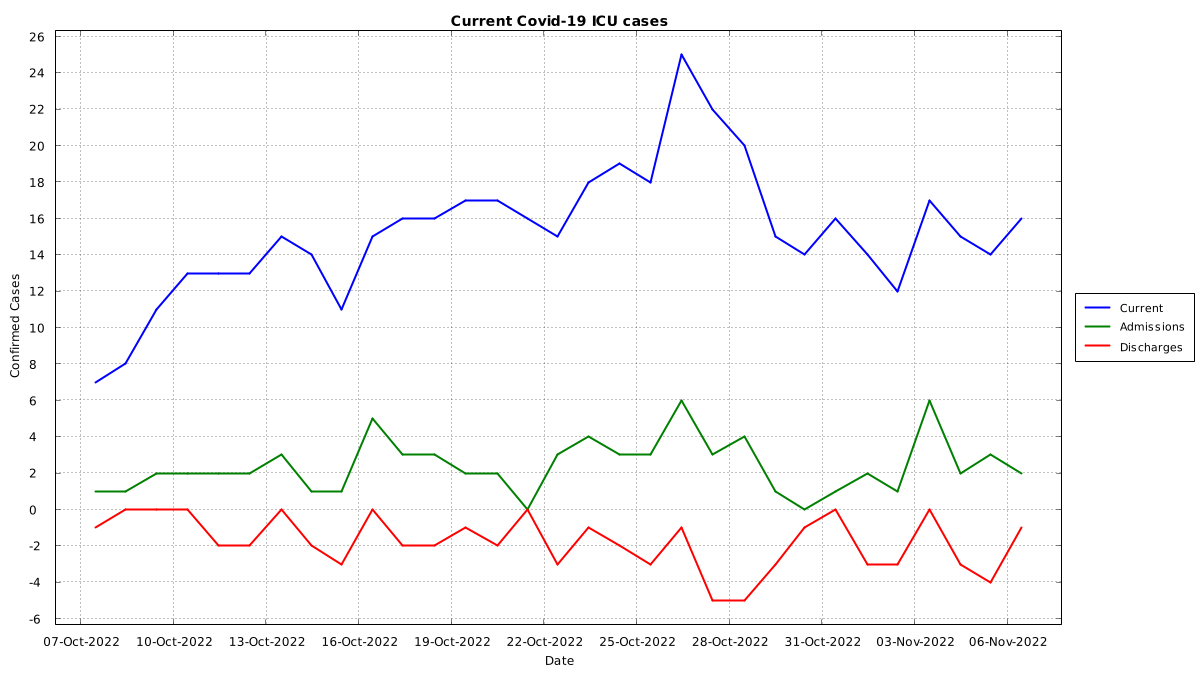 Current Covid-19 ICU cases
26
24
22
20
18
16
14
12
10
8
6
4
2
0
-2
-4
-6
Confirmed Cases
07-Oct-2022 10-Oct-2022 13-Oct-2022 16-Oct-2022 19-Oct-2022 22-Oct-2022 25-Oct-2022 28-Oct-2022 31-Oct-2022 03-Nov-2022 06-Nov-2022
Date
Current
Admissions
Discharges